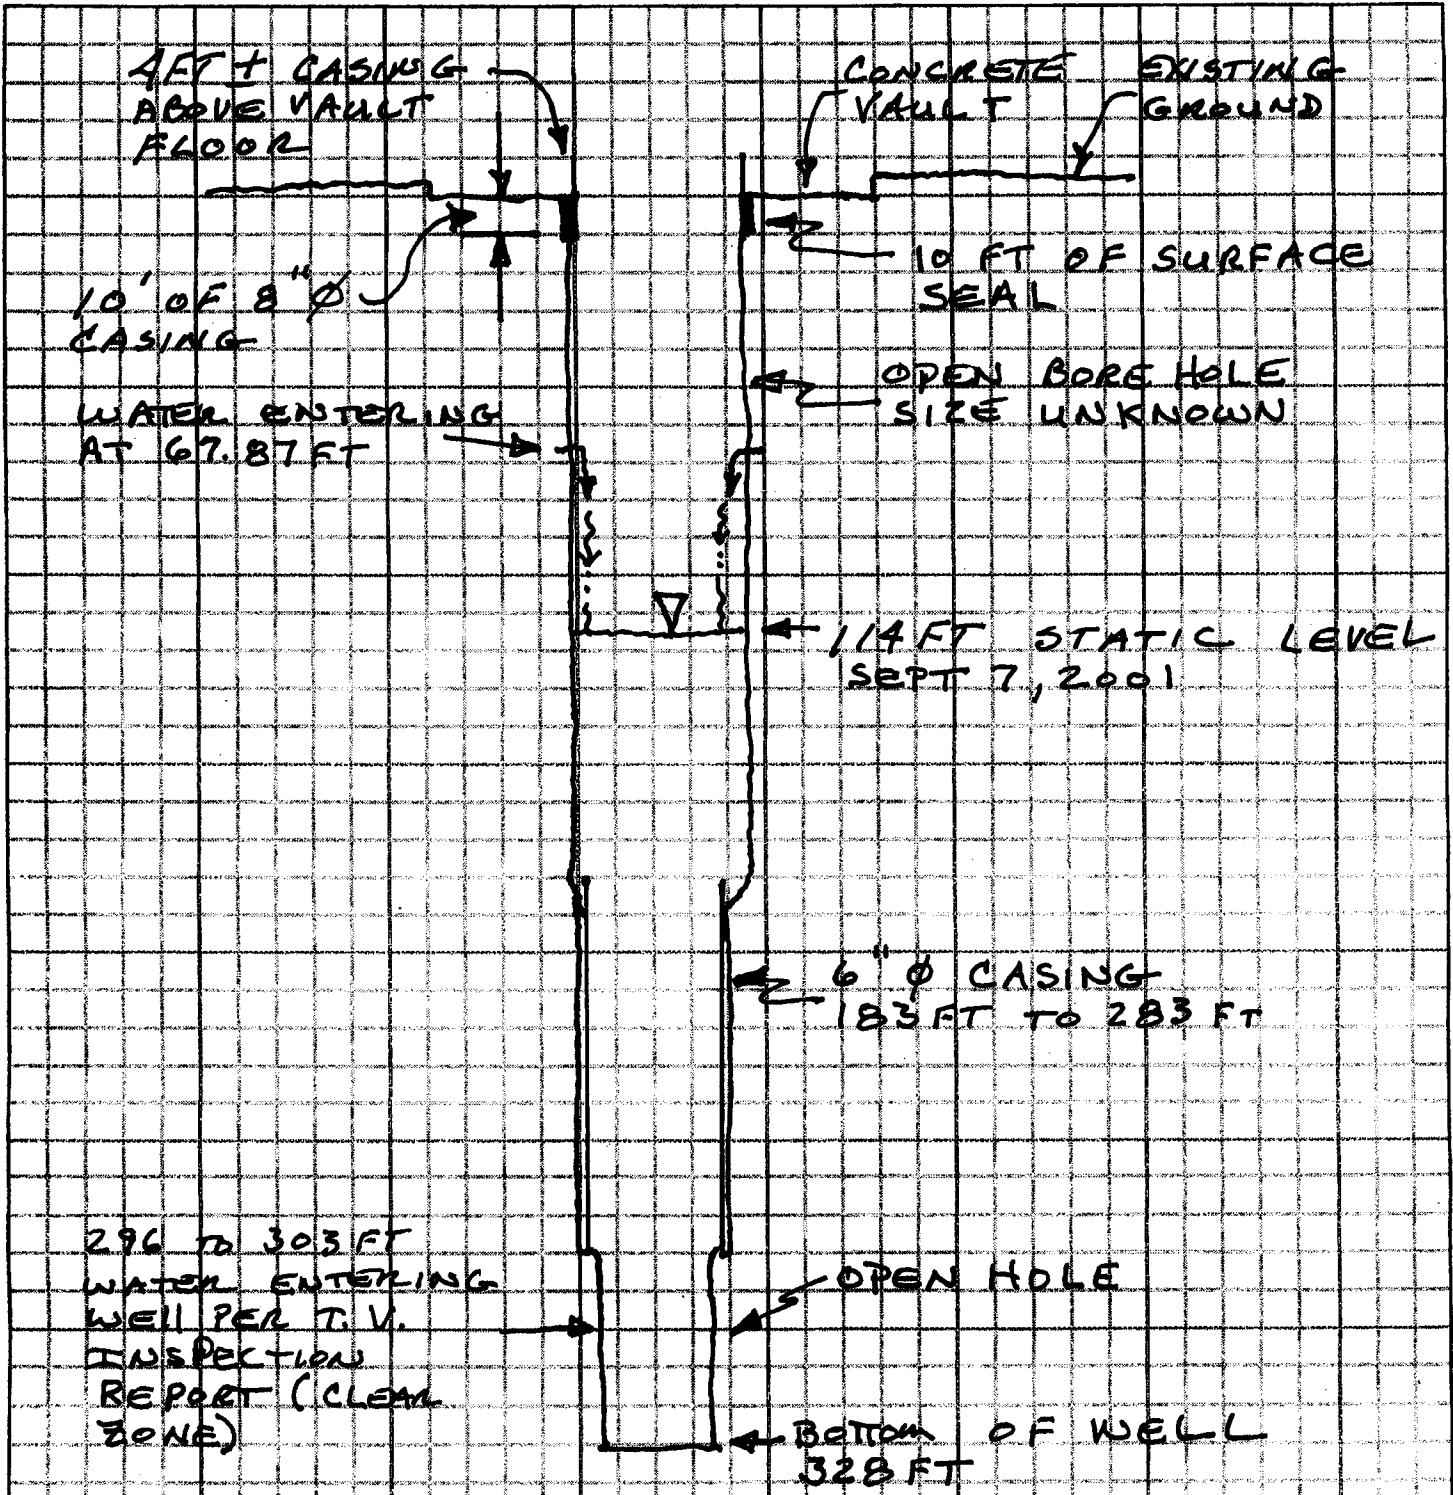 4FT ± CASING
ABOVE VAULT
FLOOR
CONCRETE
VAULT
EXISTING
GROUND
10' OF 8"Ø
CASING
10 FT OF SURFACE
SEAL
OPEN BORE HOLE
SIZE UNKNOWN
WATER ENTERING
AT 67.87 FT
114 FT STATIC LEVEL
SEPT 7, 2001
6"Ø CASING
183 FT TO 283 FT
296 TO 303 FT
WATER ENTERING
WELL PER T.V.
INSPECTION
REPORT (CLEAR
ZONE)
OPEN HOLE
BOTTOM OF WELL
328 FT